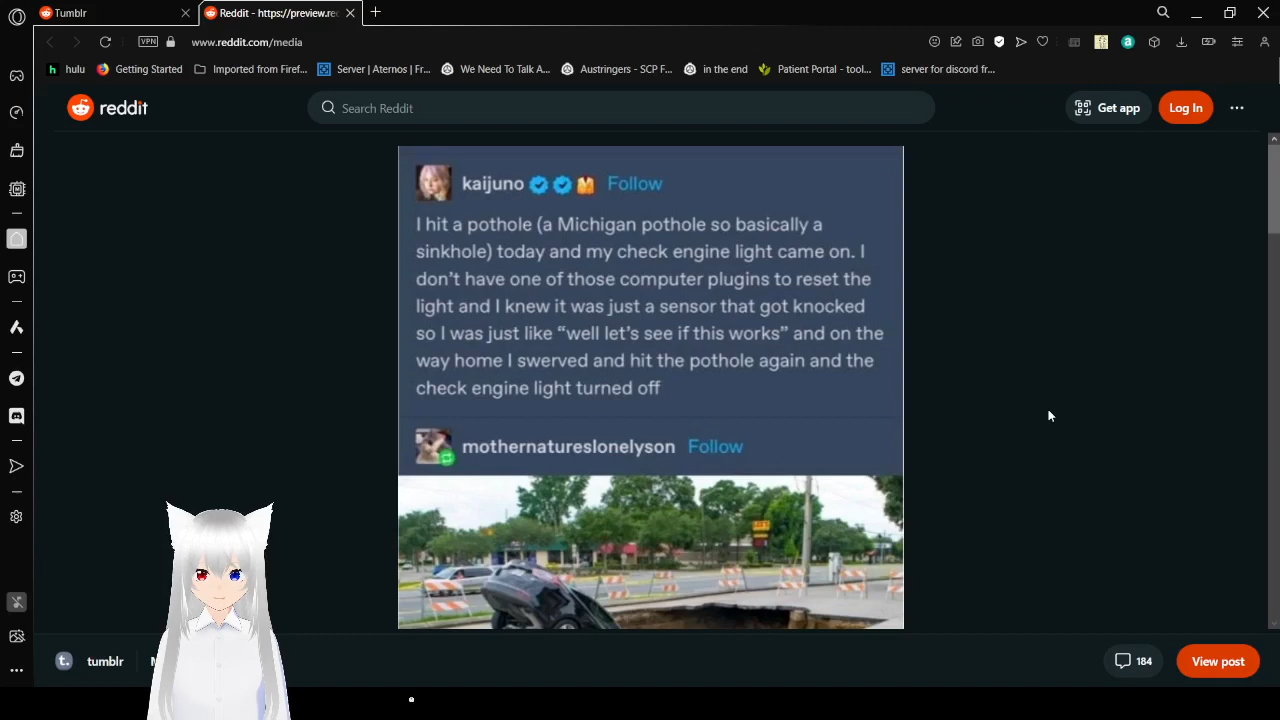 Tumblr
Reddit - https://preview.rec
VPN
www.reddit.com/media
hulu
Getting Started
Imported from Firef...
Server | Aternos | Fr...
We Need To Talk A...
Austringers - SCP F...
in the end
Patient Portal - tool...
server for discord fr...
reddit
Search Reddit
Get app
Log In
kaijuno Follow
I hit a pothole (a Michigan pothole so basically a
sinkhole) today and my check engine light came on. I
don't have one of those computer plugins to reset the
light and I knew it was just a sensor that got knocked
so I was just like “well let's see if this works” and on the
way home I swerved and hit the pothole again and the
check engine light turned off
mothernatureslonelyson Follow
t.
tumblr
184
View post